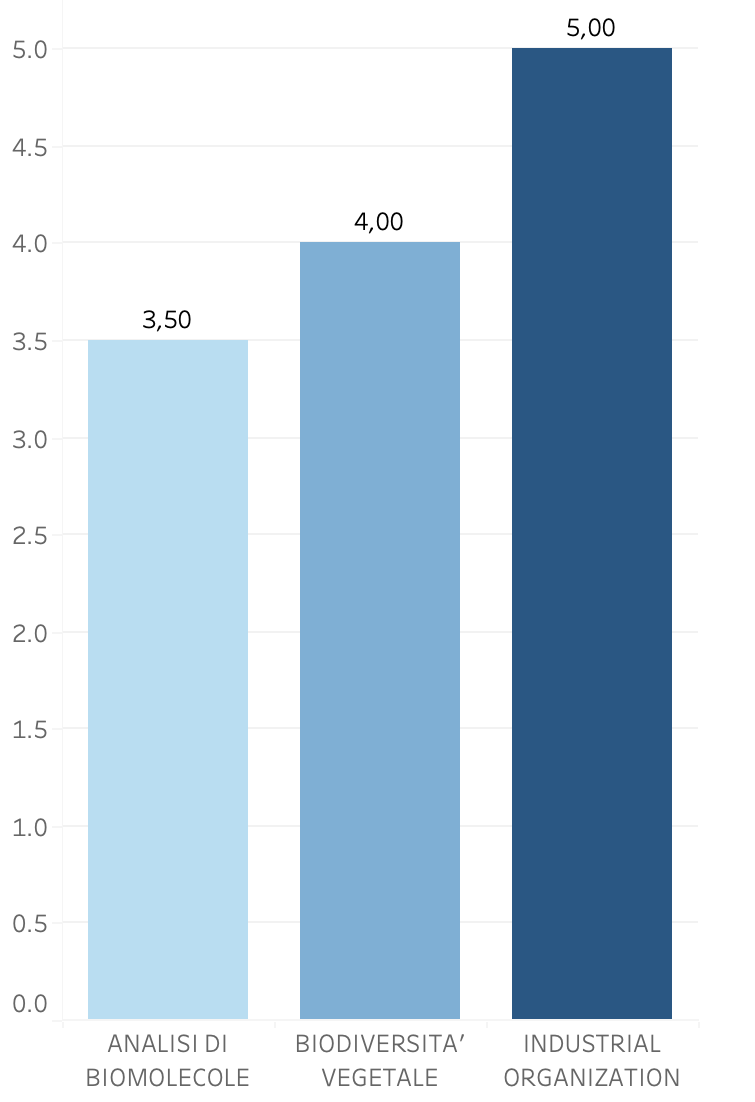 5,00
5.0
4.5
4,00
4.0
3,50
3.5
3.0
2.5
2.0
1.5
1.0
0.5
0.0
ANALISI DI
BIOMOLECOLE
BIODIVERSITA’
VEGETALE
INDUSTRIAL
ORGANIZATION